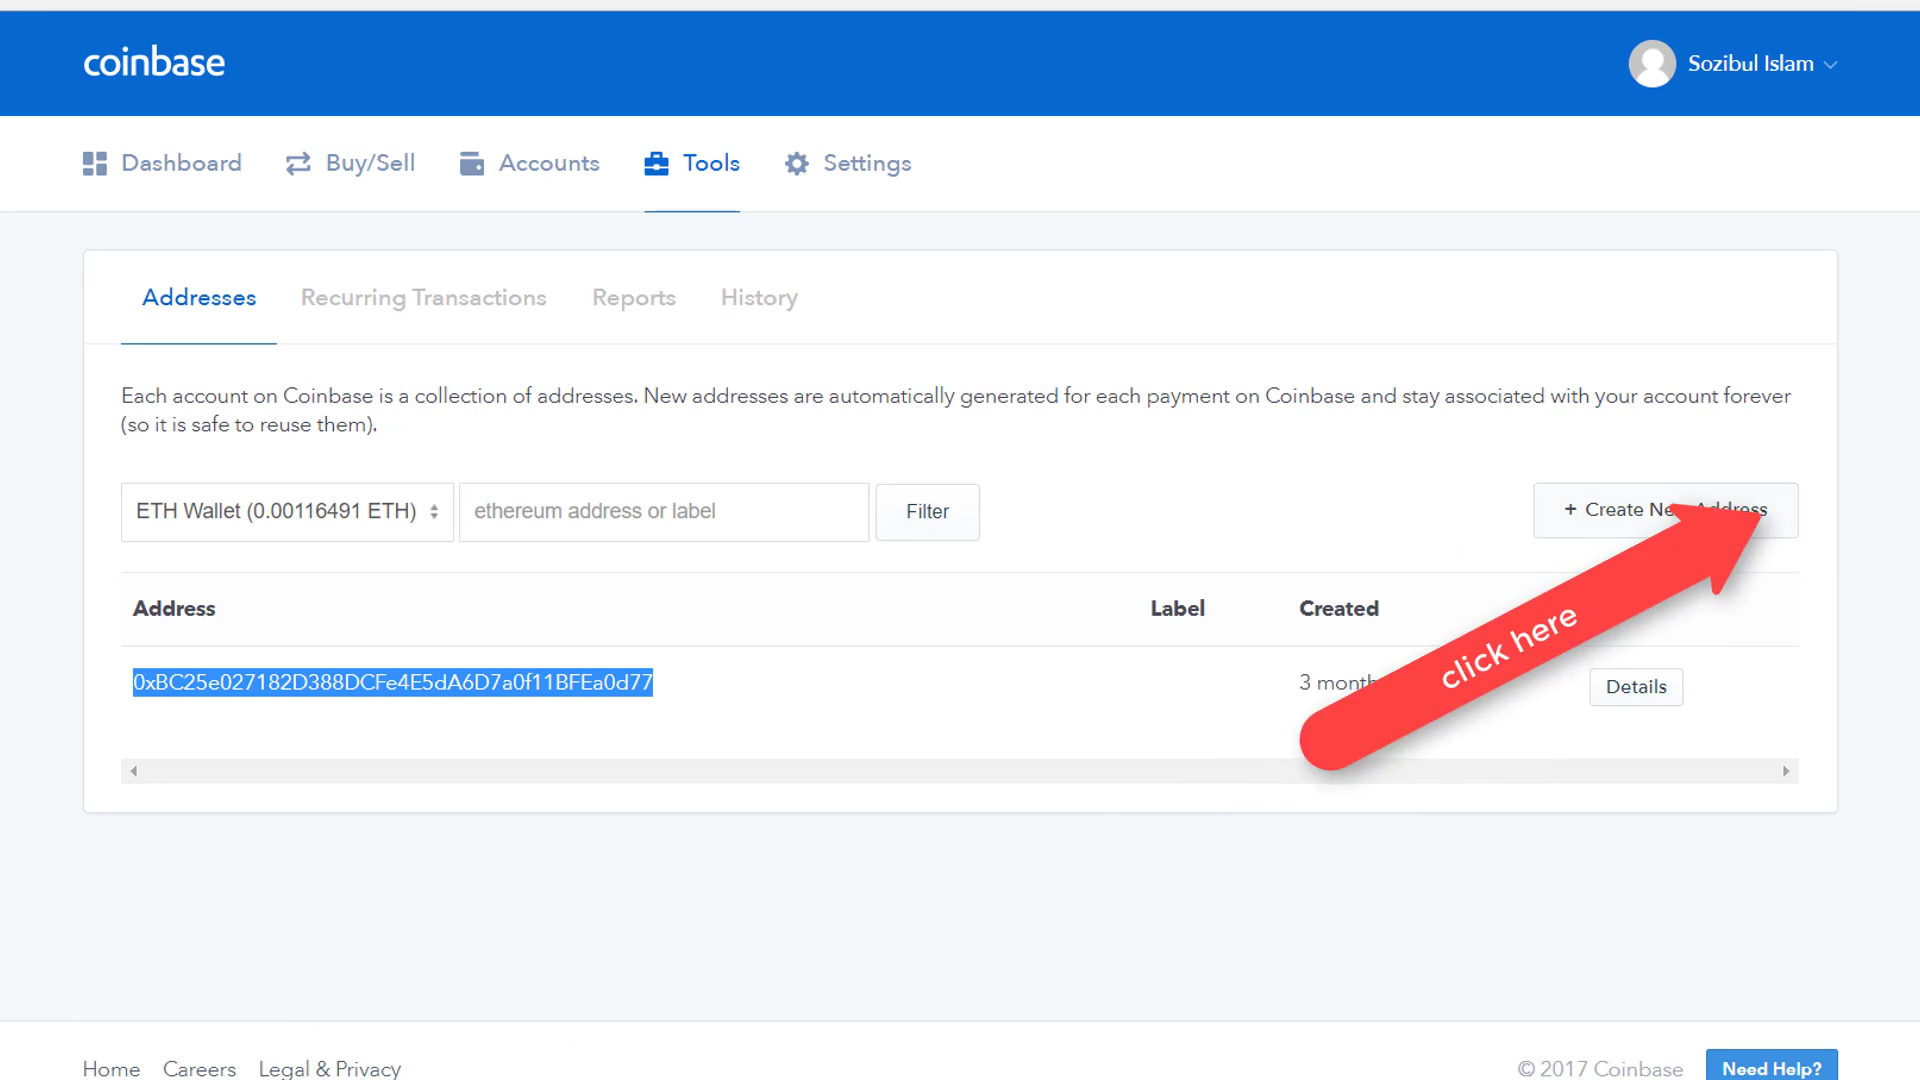 coinbase
Sozibul Islam
Dashboard Buy/Sell Accounts Tools Settings
Addresses Recurring Transactions Reports History
Each account on Coinbase is a collection of addresses. New addresses are automatically generated for each payment on Coinbase and stay associated with your account forever
(so it is safe to reuse them).
ETH Wallet (0.00116491 ETH) ethereum address or label Filter + Create New Address
Address Label Created
click here
0xBC25e027182D388DCFe4E5dA6D7a0f11BFEa0d77 3 Details
Home Careers Legal & Privacy © 2017 Coinbase Need Help?